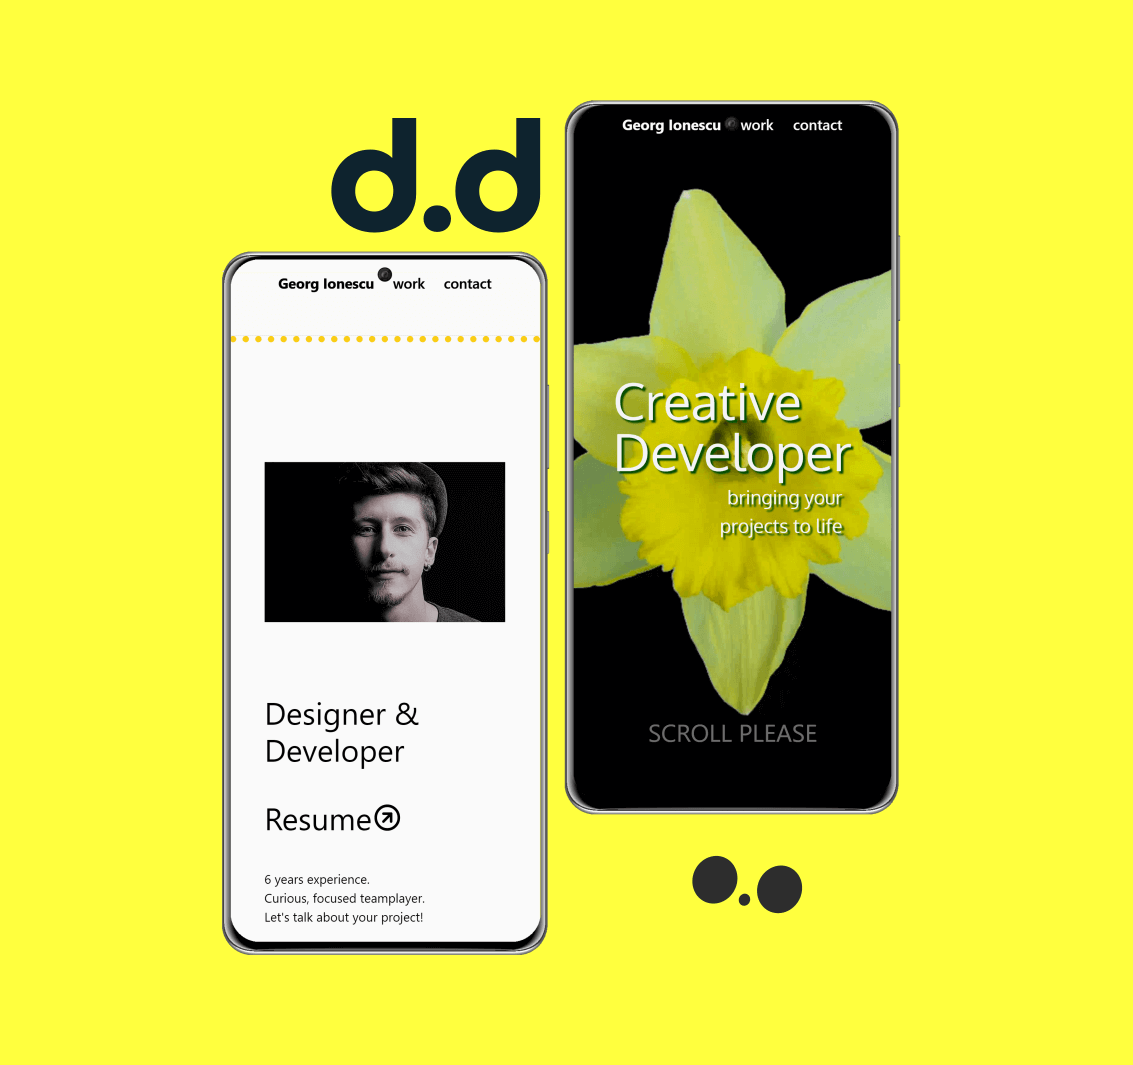 d.d
Georg Ionescu work contact
Designer &
Developer
Resume
6 years experience.
Curious, focused teamplayer.
Let's talk about your project!
Georg Ionescu work contact
Creative
Developer
bringing your
projects to life
SCROLL PLEASE